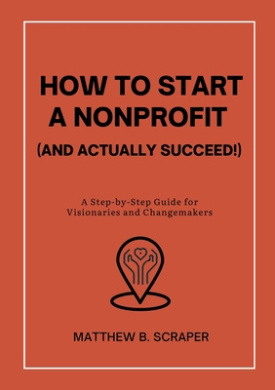 HOW TO START
A NONPROFIT
(AND ACTUALLY SUCCEED!)
A Step-by-Step Guide for
Visionaries and Changemakers
MATTHEW B. SCRAPER